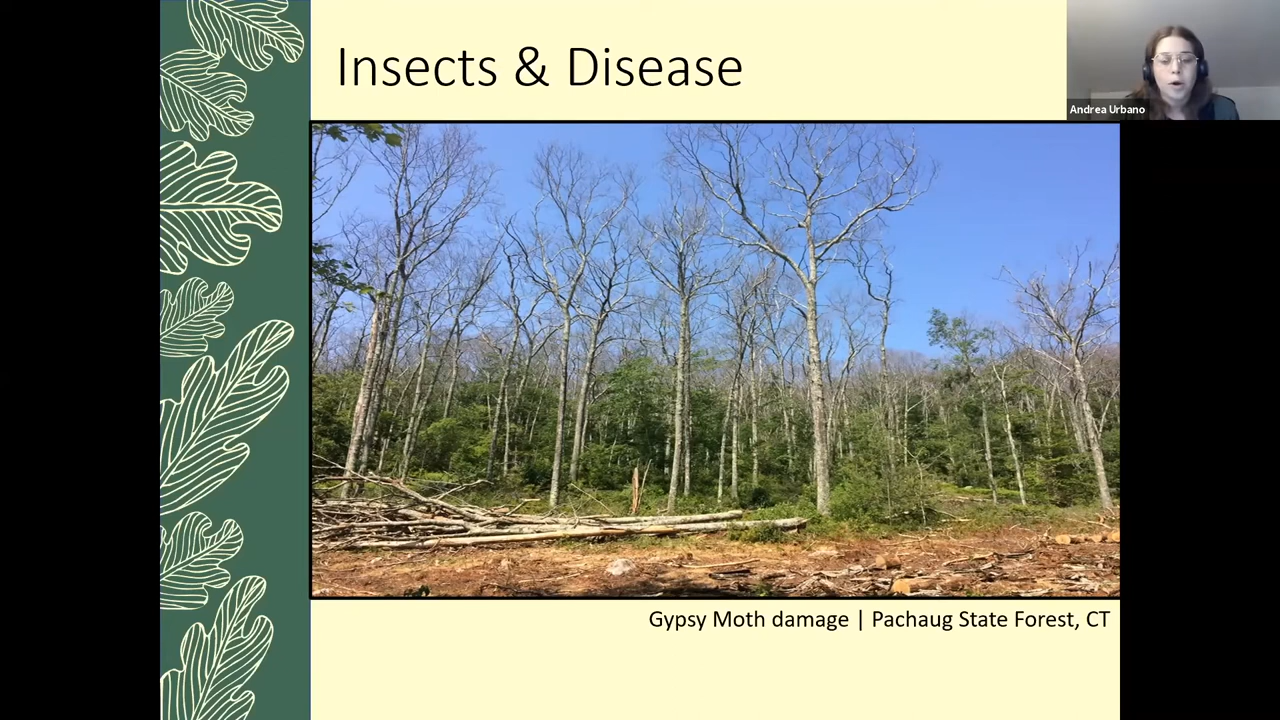 Insects & Disease
Andrea Urbano
Gypsy Moth damage | Pachaug State Forest, CT